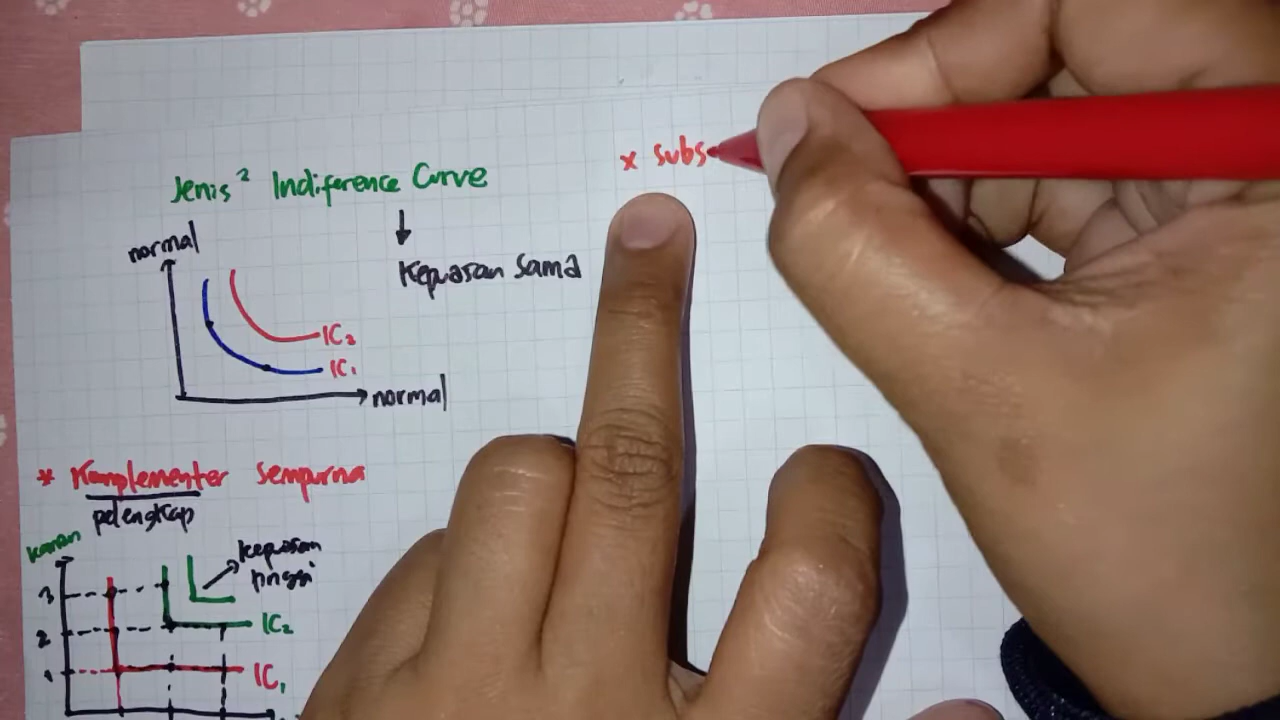 Jenis² Indiference Curve
Kepuasan Sama
normal
IC₂
IC₁
normal
* Komplementer Sempurna
pelengkap
kanan
kepuasan
tinggi
3
2
1
IC₂
IC₁
x subs